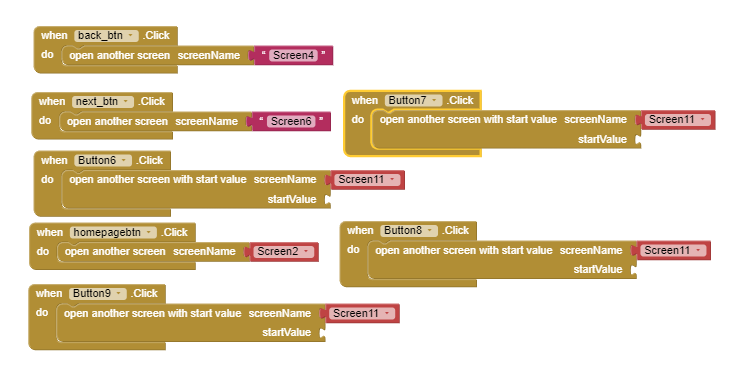 when back_btn .Click
do open another screen screenName " Screen4 "
when next_btn .Click
do open another screen screenName " Screen6 "
when Button7 .Click
do open another screen with start value screenName Screen11
startValue
when Button6 .Click
do open another screen with start value screenName Screen11
startValue
when homepagebtn .Click
do open another screen screenName Screen2
when Button8 .Click
do open another screen with start value screenName Screen11
startValue
when Button9 .Click
do open another screen with start value screenName Screen11
startValue